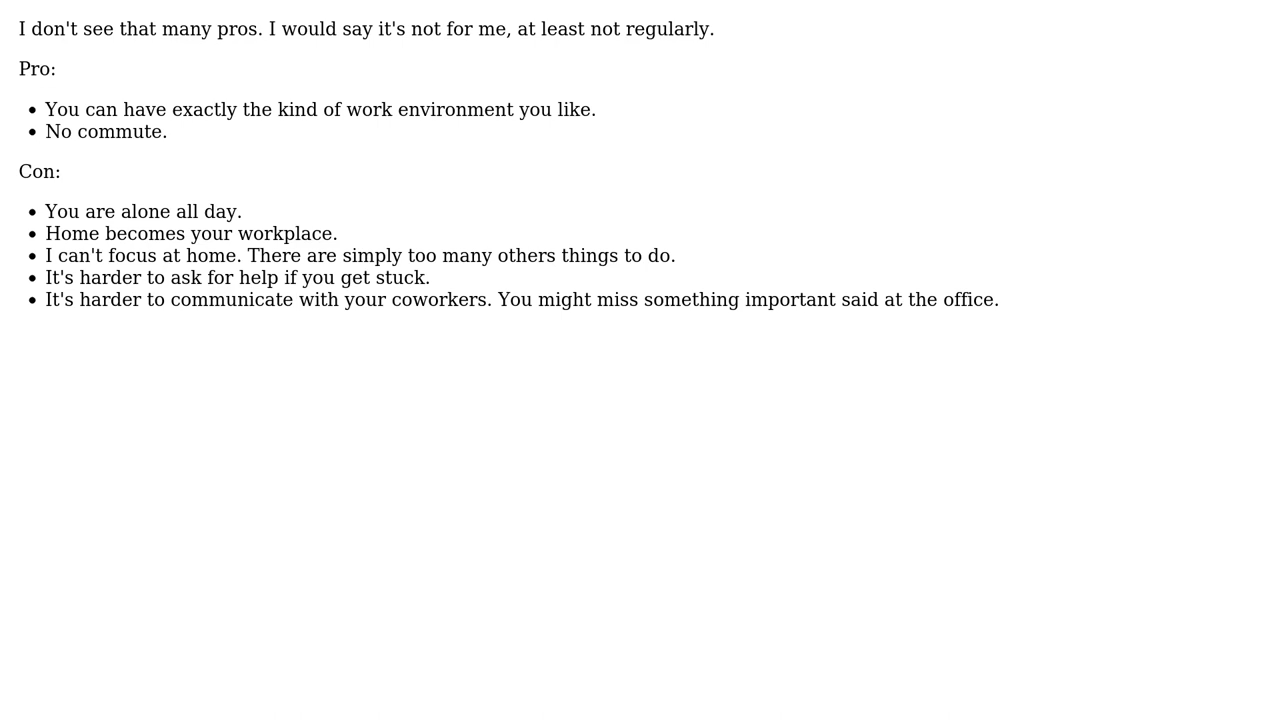 I don't see that many pros. I would say it's not for me, at least not regularly.
Pro:
• You can have exactly the kind of work environment you like.
• No commute.
Con:
• You are alone all day.
• Home becomes your workplace.
• I can't focus at home. There are simply too many others things to do.
• It's harder to ask for help if you get stuck.
• It's harder to communicate with your coworkers. You might miss something important said at the office.